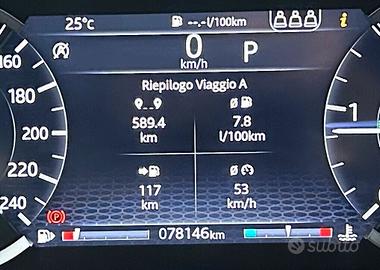 25°C
--.-l/100km
i
0
km/h
P
Riepilogo Viaggio A
589.4
km
7.8
l/100km
117
km
53
km/h
160
180
200
220
240
1
078146km
subito